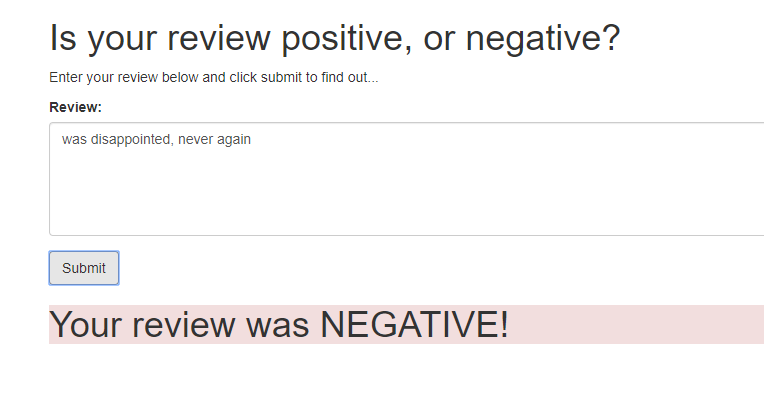 Is your review positive, or negative?
Enter your review below and click submit to find out...
Review:
was disappointed, never again
Submit
Your review was NEGATIVE!